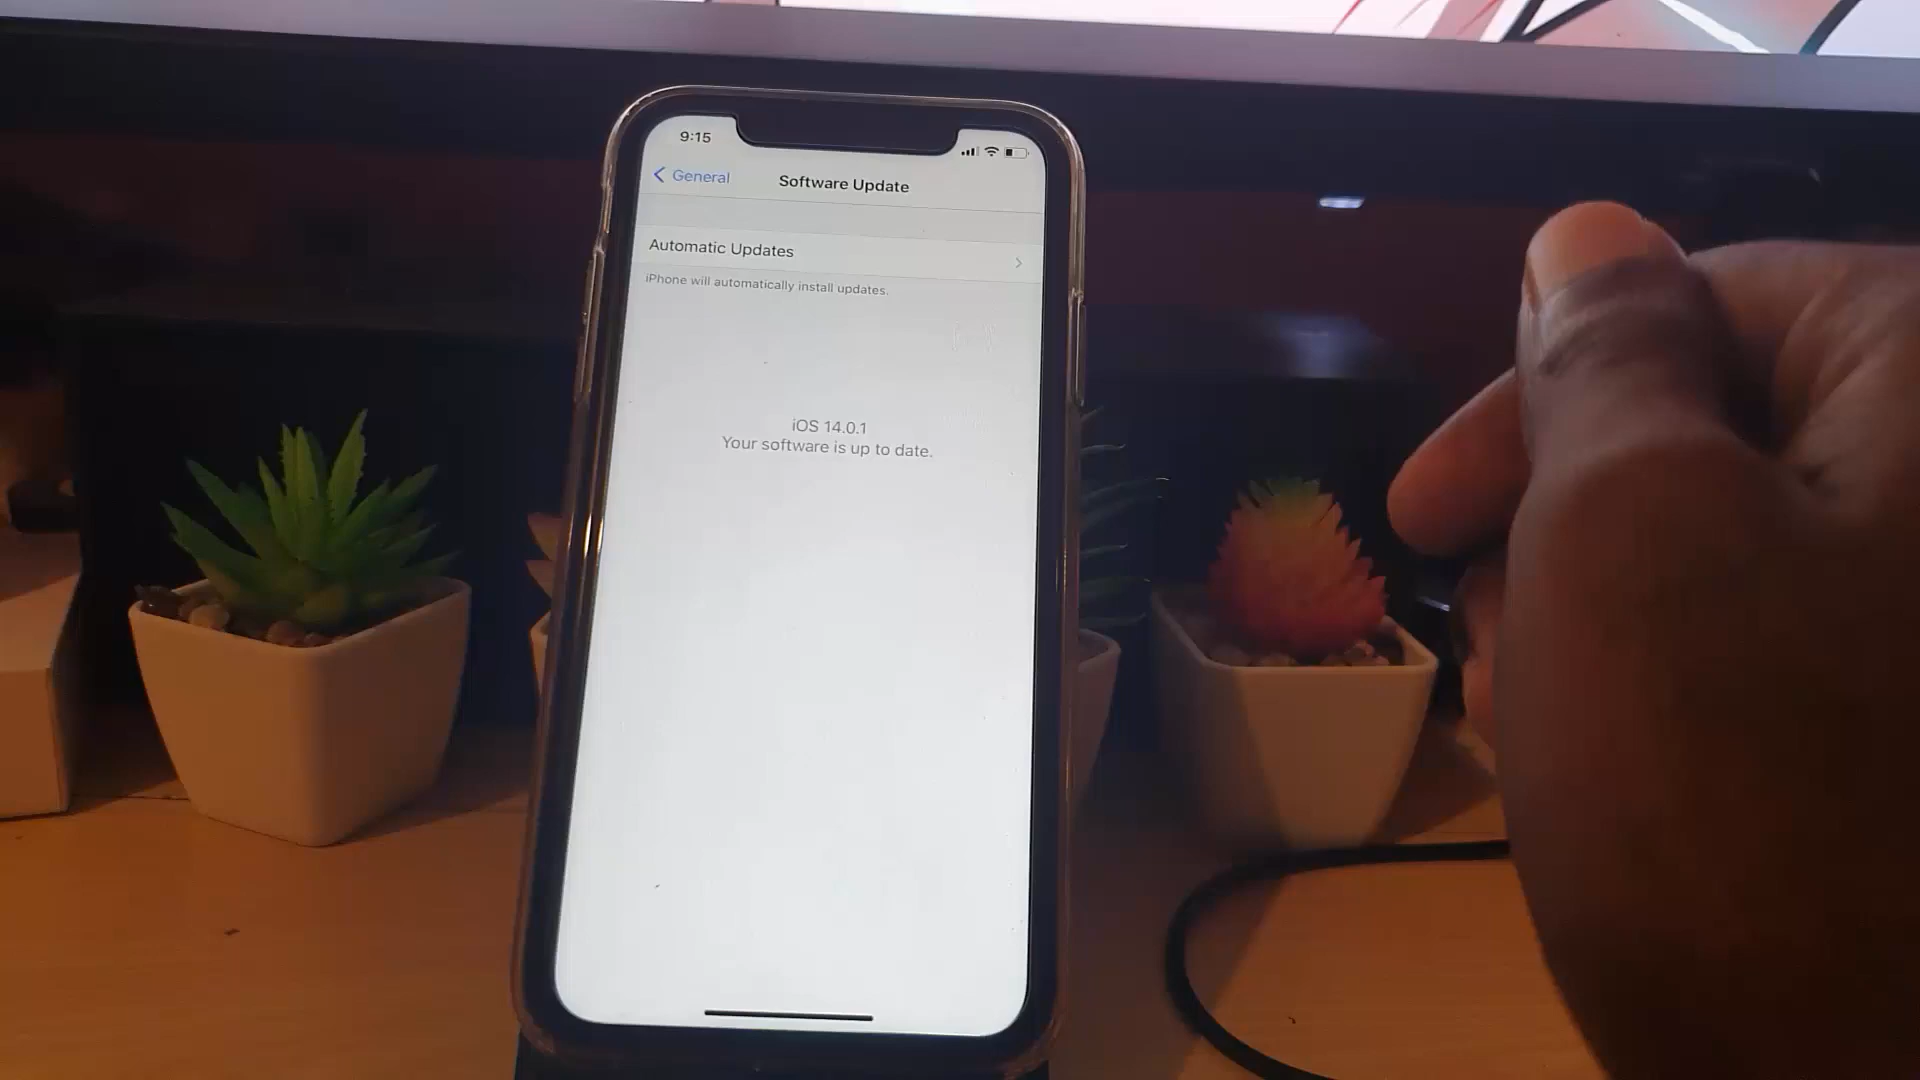 9:15
General
Software Update
Automatic Updates
iPhone will automatically install updates.
iOS 14.0.1
Your software is up to date.